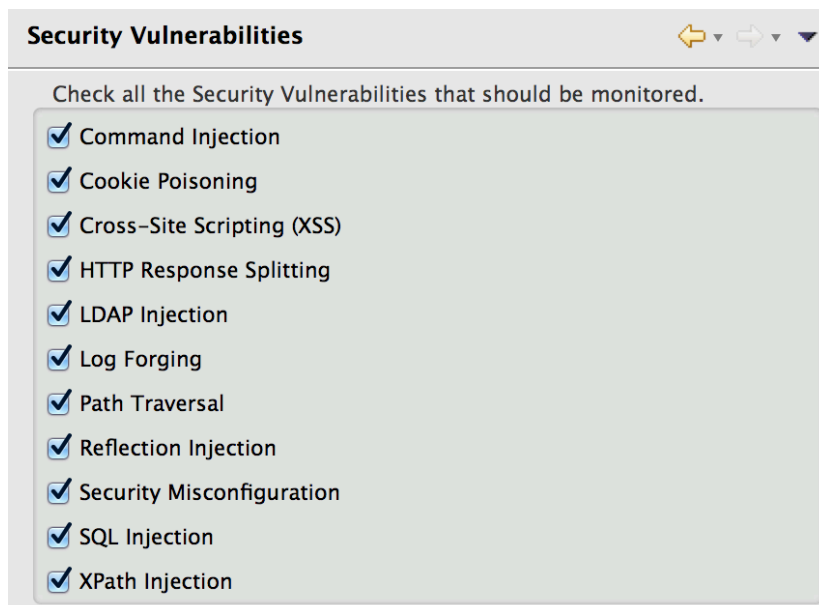 Security Vulnerabilities
Check all the Security Vulnerabilities that should be monitored.
Command Injection
Cookie Poisoning
Cross-Site Scripting (XSS)
HTTP Response Splitting
LDAP Injection
Log Forging
Path Traversal
Reflection Injection
Security Misconfiguration
SQL Injection
XPath Injection